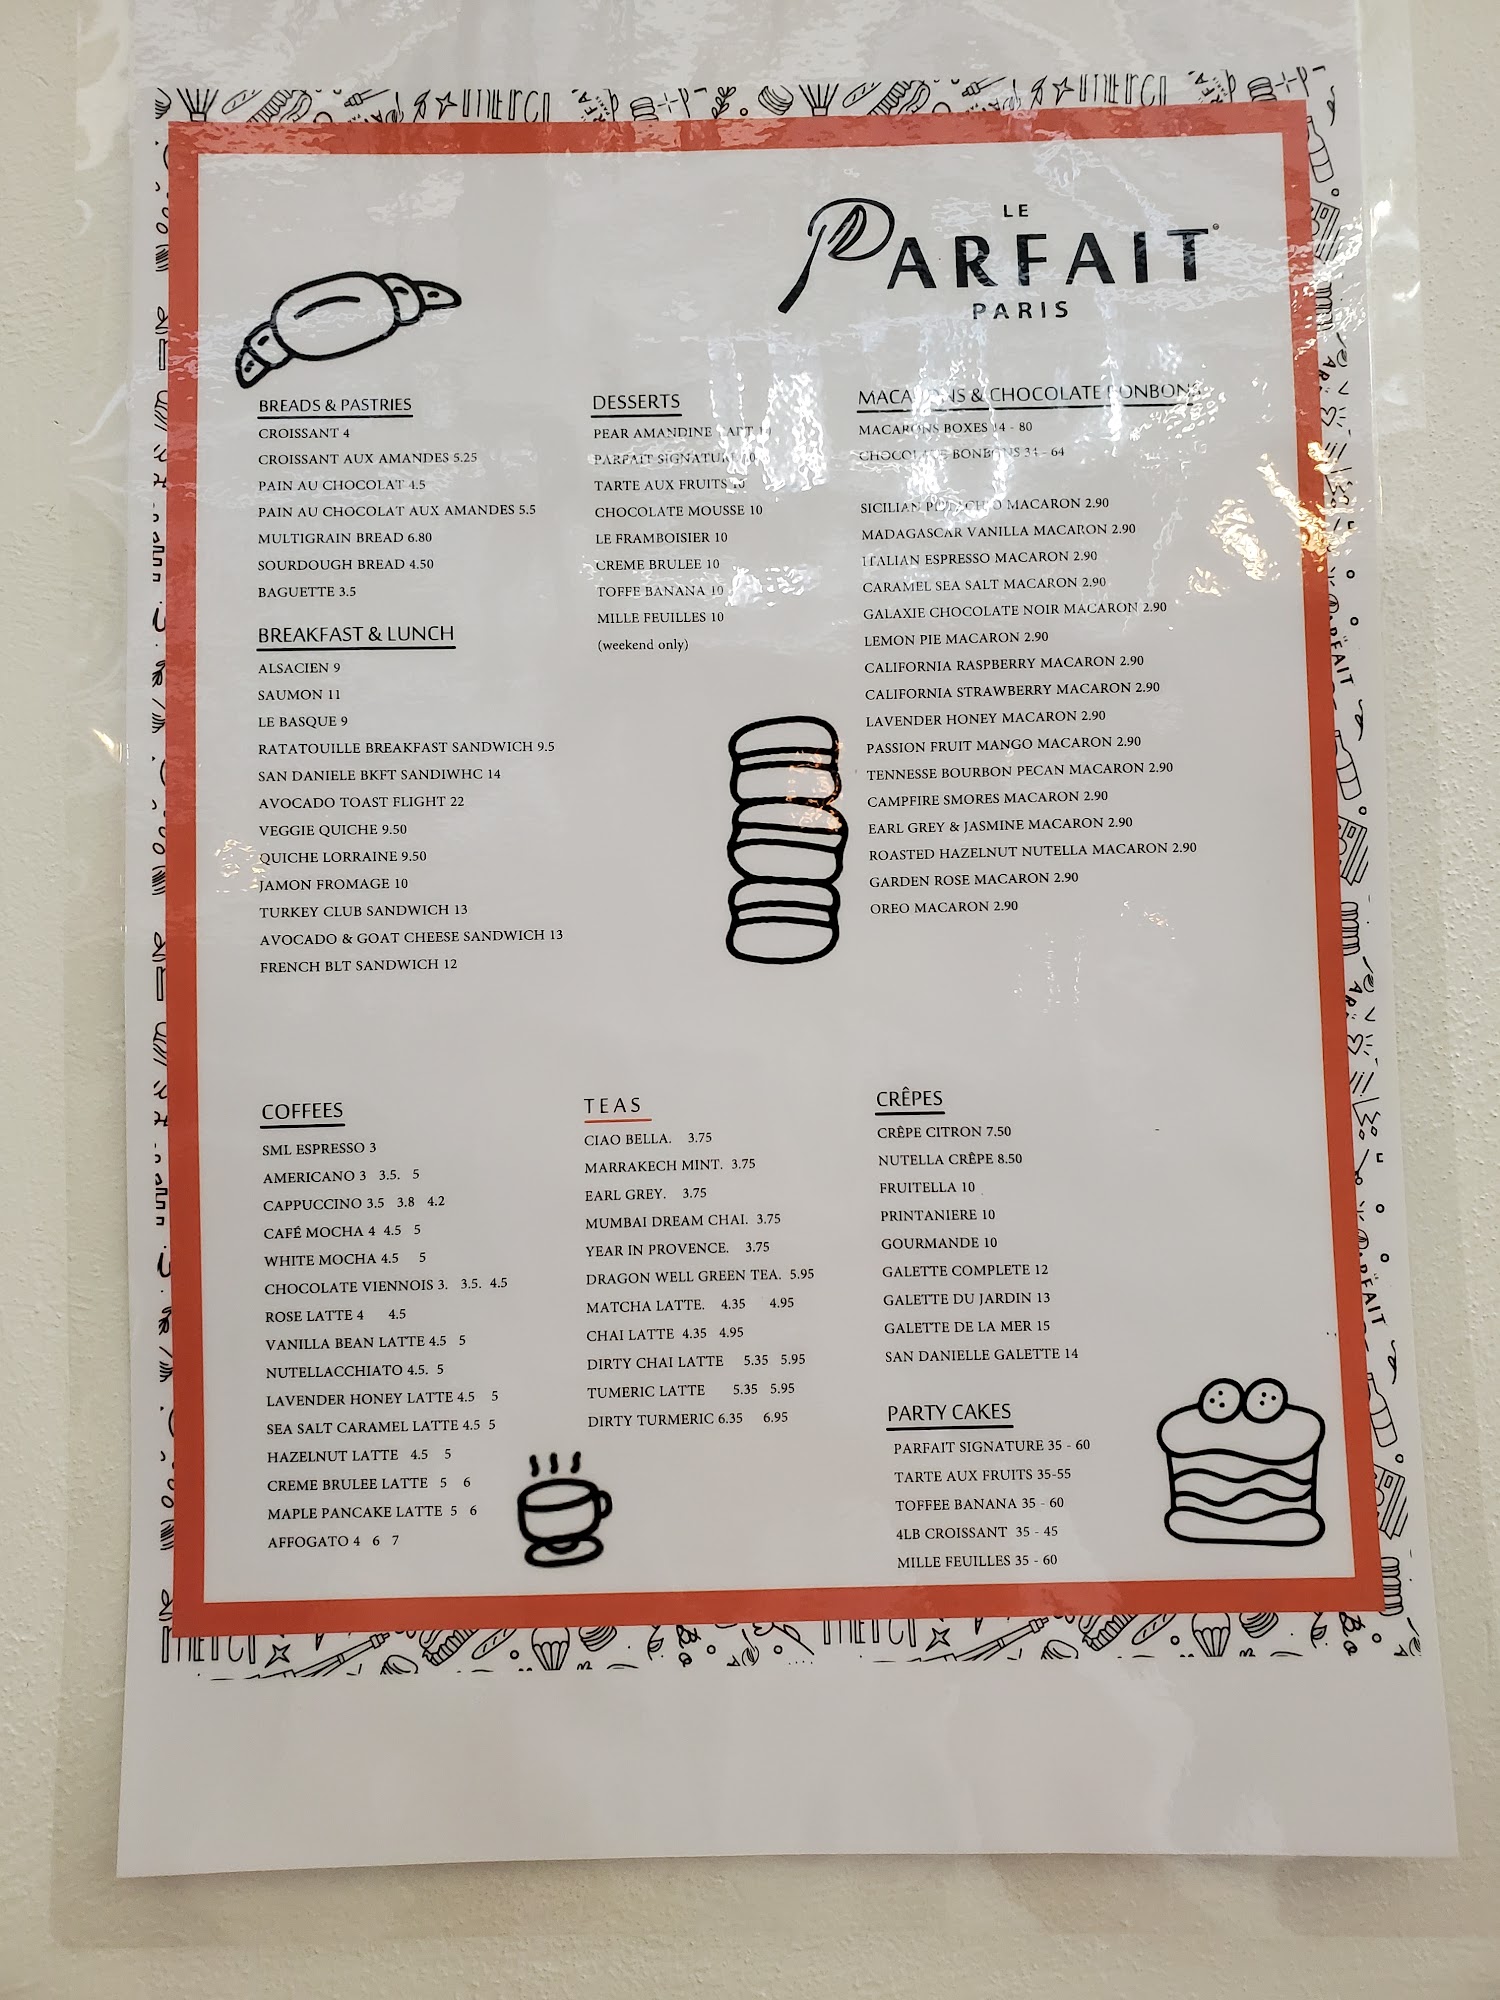 LE
PARFAIT
PARIS
BREADS & PASTRIES
CROISSANT 4
CROISSANT AUX AMANDES 5.25
PAIN AU CHOCOLAT 4.5
PAIN AU CHOCOLAT AUX AMANDES 5.5
MULTIGRAIN BREAD 6.80
SOURDOUGH BREAD 4.50
BAGUETTE 3.5
BREAKFAST & LUNCH
ALSACIEN 9
SAUMON 11
LE BASQUE 9
RATATOUILLE BREAKFAST SANDWICH 9.5
SAN DANIELE BKFT SANDIWHC 14
AVOCADO TOAST FLIGHT 22
VEGGIE QUICHE 9.50
QUICHE LORRAINE 9.50
JAMON FROMAGE 10
TURKEY CLUB SANDWICH 13
AVOCADO & GOAT CHEESE SANDWICH 13
FRENCH BLT SANDWICH 12
DESSERTS
PEAR AMANDINE
PARFAIT SIGNATURE
TARTE AUX FRUITS 10
CHOCOLATE MOUSSE 10
LE FRAMBOISIER 10
CREME BRULEE 10
TOFFE BANANA 10
MILLE FEUILLES 10
(weekend only)
MACARONS & CHOCOLATE BONBONS
MACARONS BOXES 14 - 80
CHOCOLATE BONBONS 34 - 64
SICILIAN PISTACHIO MACARON 2.90
MADAGASCAR VANILLA MACARON 2.90
ITALIAN ESPRESSO MACARON 2.90
CARAMEL SEA SALT MACARON 2.90
GALAXIE CHOCOLATE NOIR MACARON 2.90
LEMON PIE MACARON 2.90
CALIFORNIA RASPBERRY MACARON 2.90
CALIFORNIA STRAWBERRY MACARON 2.90
LAVENDER HONEY MACARON 2.90
PASSION FRUIT MANGO MACARON 2.90
TENNESSE BOURBON PECAN MACARON 2.90
CAMPFIRE SMORES MACARON 2.90
EARL GREY & JASMINE MACARON 2.90
ROASTED HAZELNUT NUTELLA MACARON 2.90
GARDEN ROSE MACARON 2.90
OREO MACARON 2.90
COFFEES
SML ESPRESSO 3
AMERICANO 3 3.5. 5
CAPPUCCINO 3.5 3.8 4.2
CAFÉ MOCHA 4 4.5 5
WHITE MOCHA 4.5 5
CHOCOLATE VIENNOIS 3. 3.5. 4.5
ROSE LATTE 4 4.5
VANILLA BEAN LATTE 4.5 5
NUTELLACCHIATO 4.5. 5
LAVENDER HONEY LATTE 4.5 5
SEA SALT CARAMEL LATTE 4.5 5
HAZELNUT LATTE 4.5 5
CREME BRULEE LATTE 5 6
MAPLE PANCAKE LATTE 5 6
AFFOGATO 4 6 7
TEAS
CIAO BELLA. 3.75
MARRAKECH MINT. 3.75
EARL GREY. 3.75
MUMBAI DREAM CHAI. 3.75
YEAR IN PROVENCE. 3.75
DRAGON WELL GREEN TEA. 5.95
MATCHA LATTE. 4.35 4.95
CHAI LATTE 4.35 4.95
DIRTY CHAI LATTE 5.35 5.95
TUMERIC LATTE 5.35 5.95
DIRTY TURMERIC 6.35 6.95
CRÊPES
CRÊPE CITRON 7.50
NUTELLA CRÊPE 8.50
FRUITELLA 10
PRINTANIERE 10
GOURMANDE 10
GALETTE COMPLETE 12
GALETTE DU JARDIN 13
GALETTE DE LA MER 15
SAN DANIELLE GALETTE 14
PARTY CAKES
PARFAIT SIGNATURE 35 - 60
TARTE AUX FRUITS 35-55
TOFFEE BANANA 35 - 60
4LB CROISSANT 35 - 45
MILLE FEUILLES 35 - 60